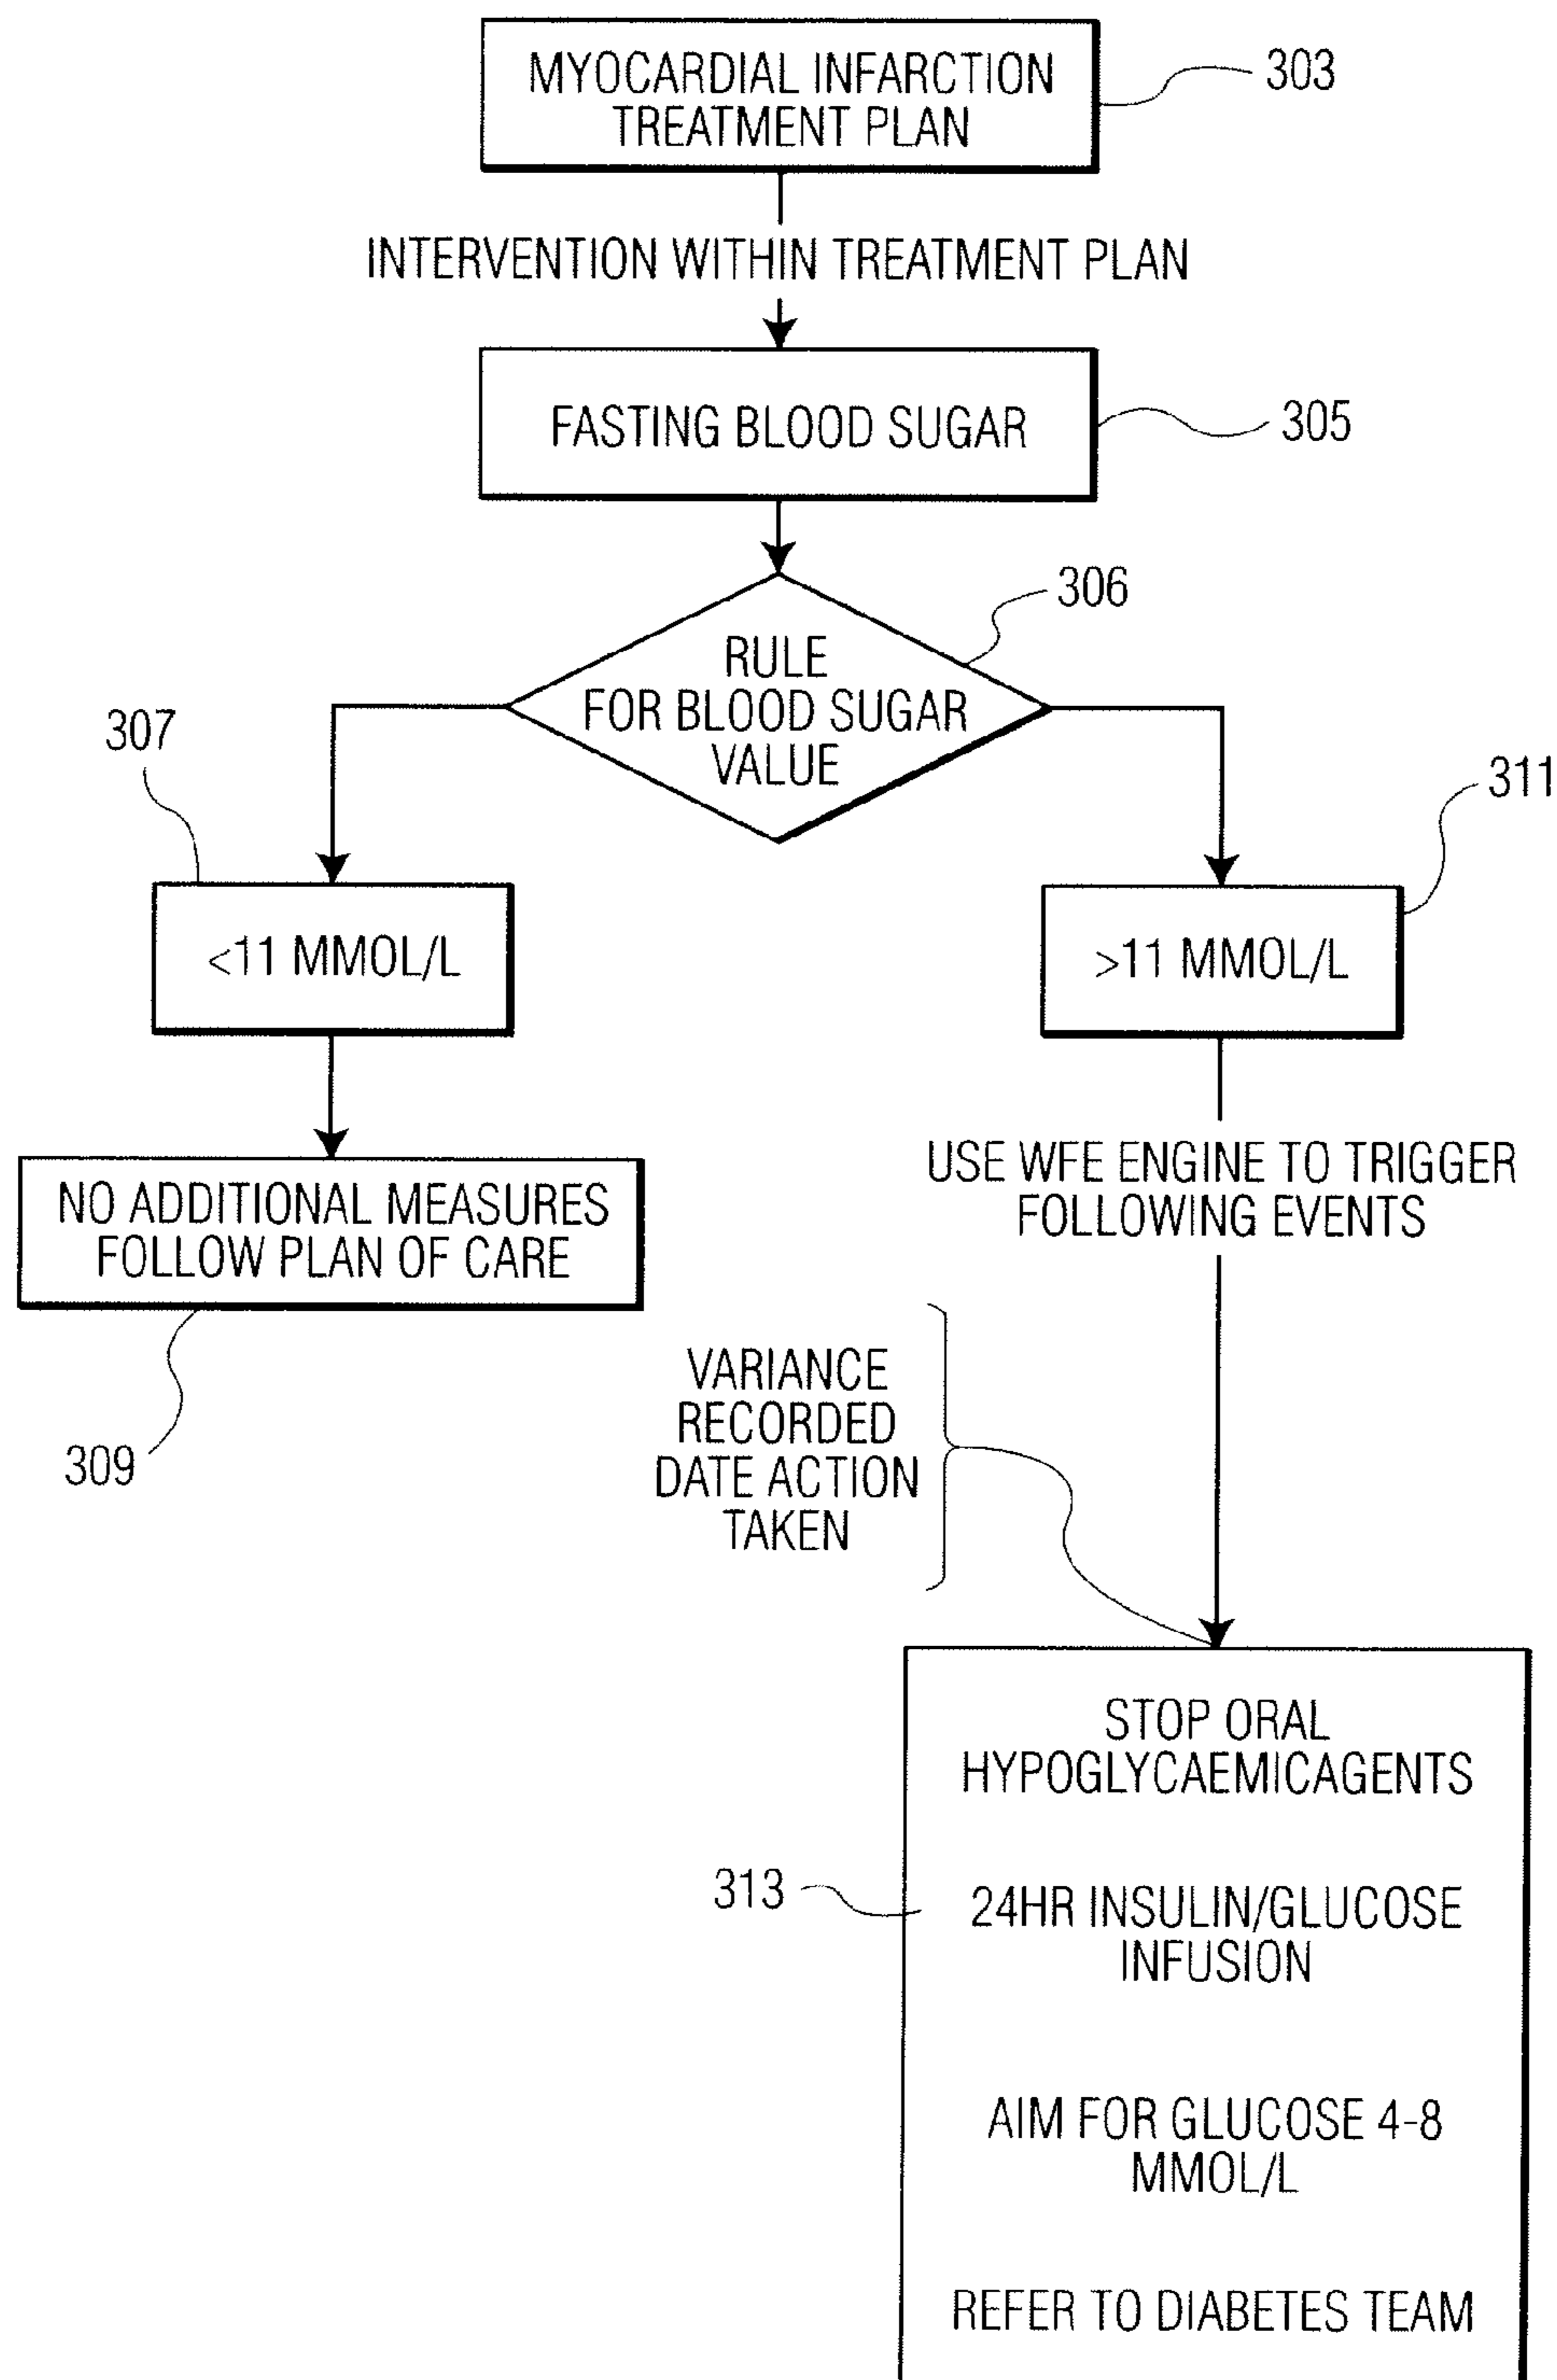 MYOCARDIAL INFARCTION
TREATMENT PLAN
303
INTERVENTION WITHIN TREATMENT PLAN
FASTING BLOOD SUGAR
305
306
RULE
FOR BLOOD SUGAR
VALUE
307
311
<11 MMOL/L
>11 MMOL/L
NO ADDITIONAL MEASURES
FOLLOW PLAN OF CARE
309
USE WFE ENGINE TO TRIGGER
FOLLOWING EVENTS
VARIANCE
RECORDED
DATE ACTION
TAKEN
STOP ORAL
HYPOGLYCAEMICAGENTS
313
24HR INSULIN/GLUCOSE
INFUSION
AIM FOR GLUCOSE 4-8
MMOL/L
REFER TO DIABETES TEAM